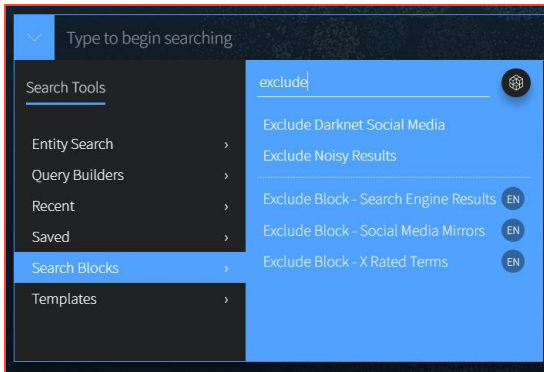 Type to begin searching
Search Tools
Entity Search
Query Builders
Recent
Saved
Search Blocks
Templates
exclude
Exclude Darknet Social Media
Exclude Noisy Results
Exclude Block - Search Engine Results EN
Exclude Block - Social Media Mirrors EN
Exclude Block - X Rated Terms EN